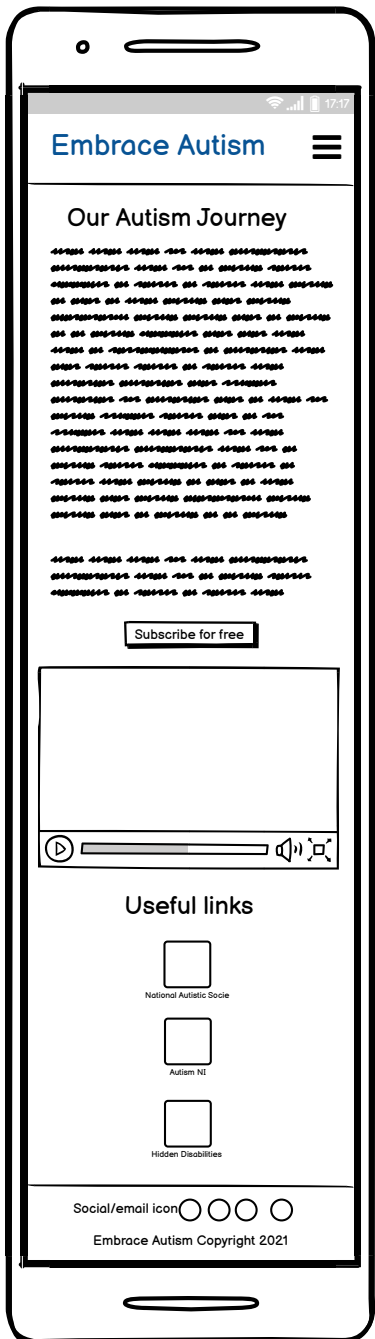 17:17
Embrace Autism
Our Autism Journey
Subscribe for free
Useful links
National Autistic Socie
Autism NI
Hidden Disabilities
Social/email icon
Embrace Autism Copyright 2021